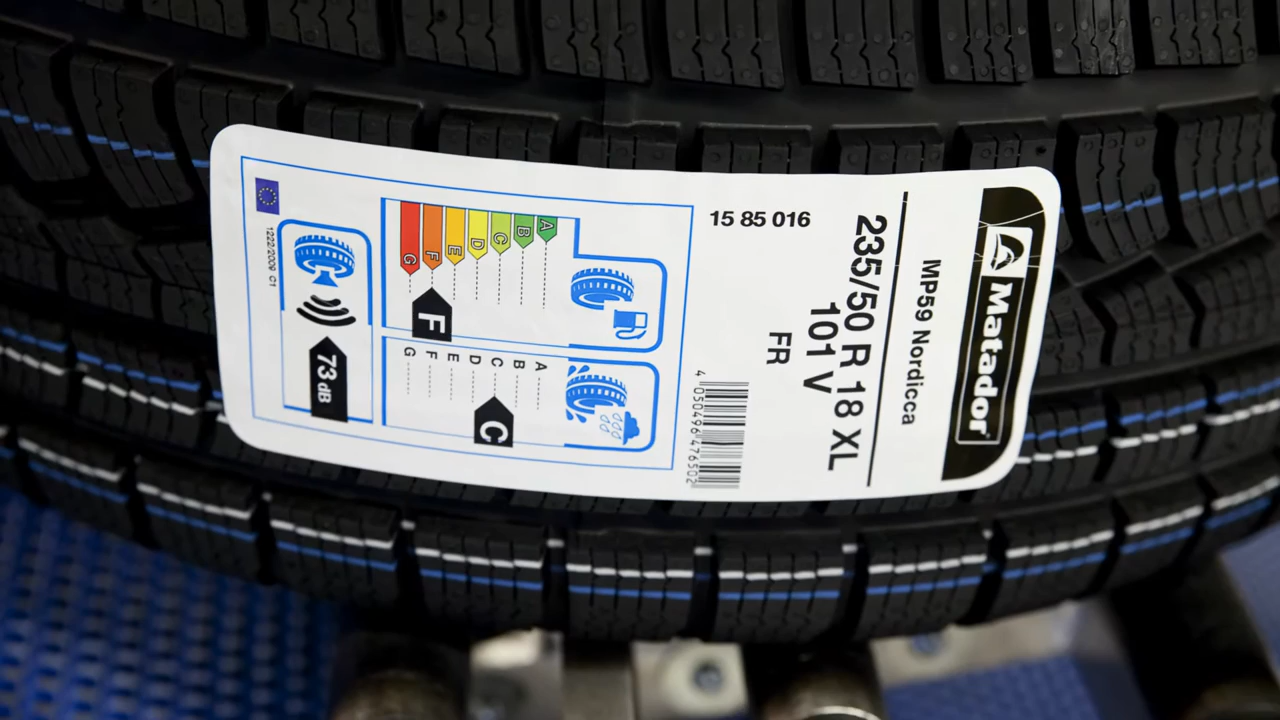 Matador
MP59 Nordicca
235/50 R 18 XL
101 V
FR
15 85 016
4 050496 476502
A
B
C
D
E
F
G
F
A
B
C
D
E
F
G
C
73 dB
1222/2009 C1